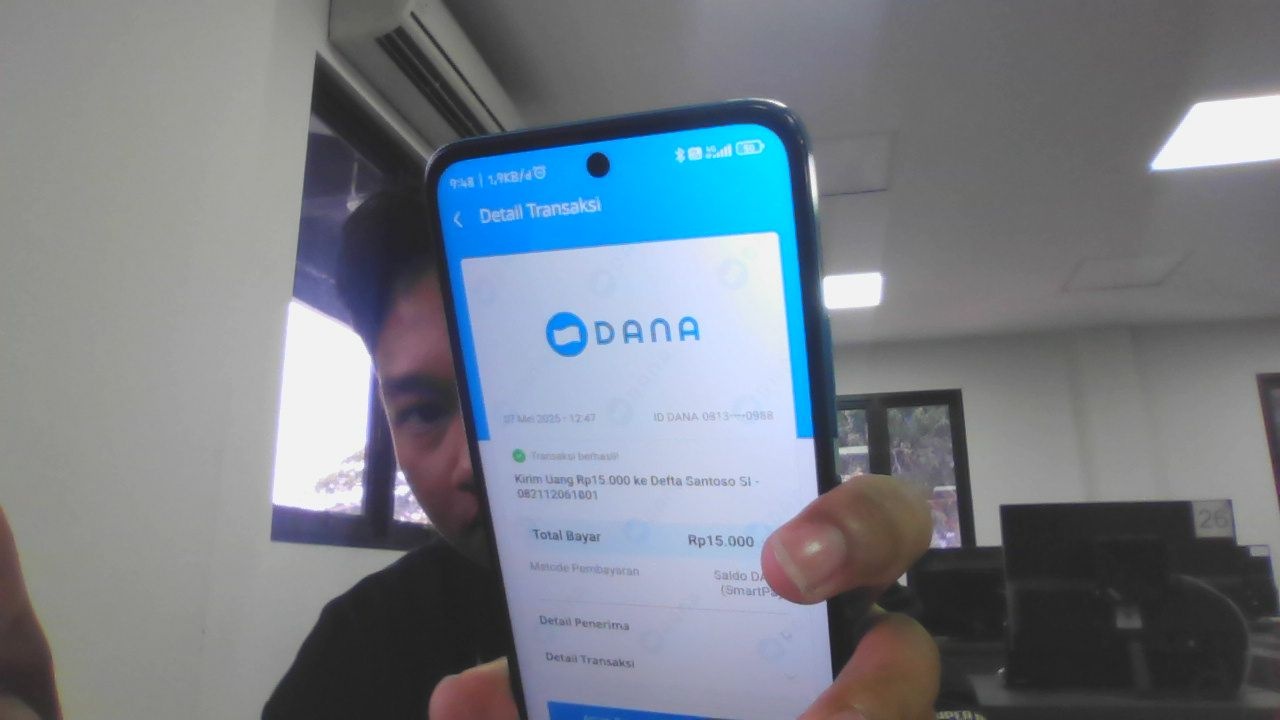 9:48 | 1,9KB/d
50
Detail Transaksi
DANA
07 Mei 2025 • 12:47
ID DANA 0813••••0988
Transaksi berhasil!
Kirim Uang Rp15.000 ke Defta Santoso SI -
082112061801
Total Bayar
Rp15.000
Metode Pembayaran
Saldo DA
(SmartPa
Detail Penerima
Detail Transaksi
26